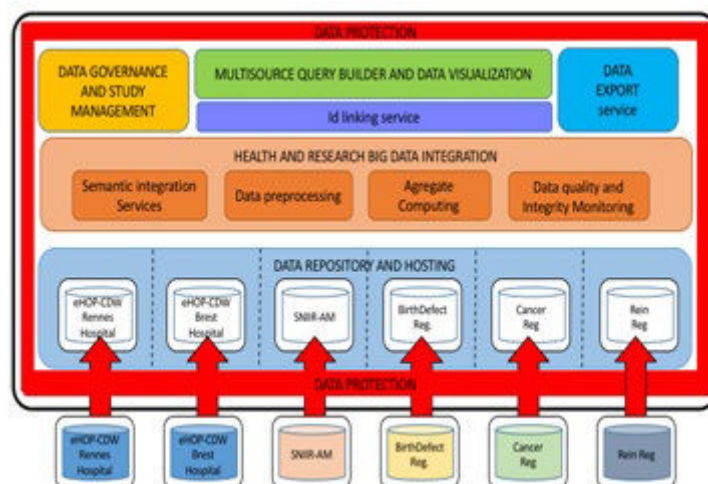 DATA PROTECTION
DATA GOVERNANCE
AND STUDY
MANAGEMENT
MULTISOURCE QUERY BUILDER AND DATA VISUALIZATION
Id linking service
DATA
EXPORT
service
HEALTH AND RESEARCH BIG DATA INTEGRATION
Semantic integration
Services
Data preprocessing
Agregate
Computing
Data quality and
Integrity Monitoring
DATA REPOSITORY AND HOSTING
eHOP-CDW
Rennes
Hospital
eHOP-CDW
Brest
Hospital
SNIIR-AM
BirthDefect
Reg.
Cancer
Reg
Rein
Reg
DATA PROTECTION
eHOP-CDW
Rennes
Hospital
eHOP-CDW
Brest
Hospital
SNIIR-AM
BirthDefect
Reg.
Cancer
Reg
Rein Reg